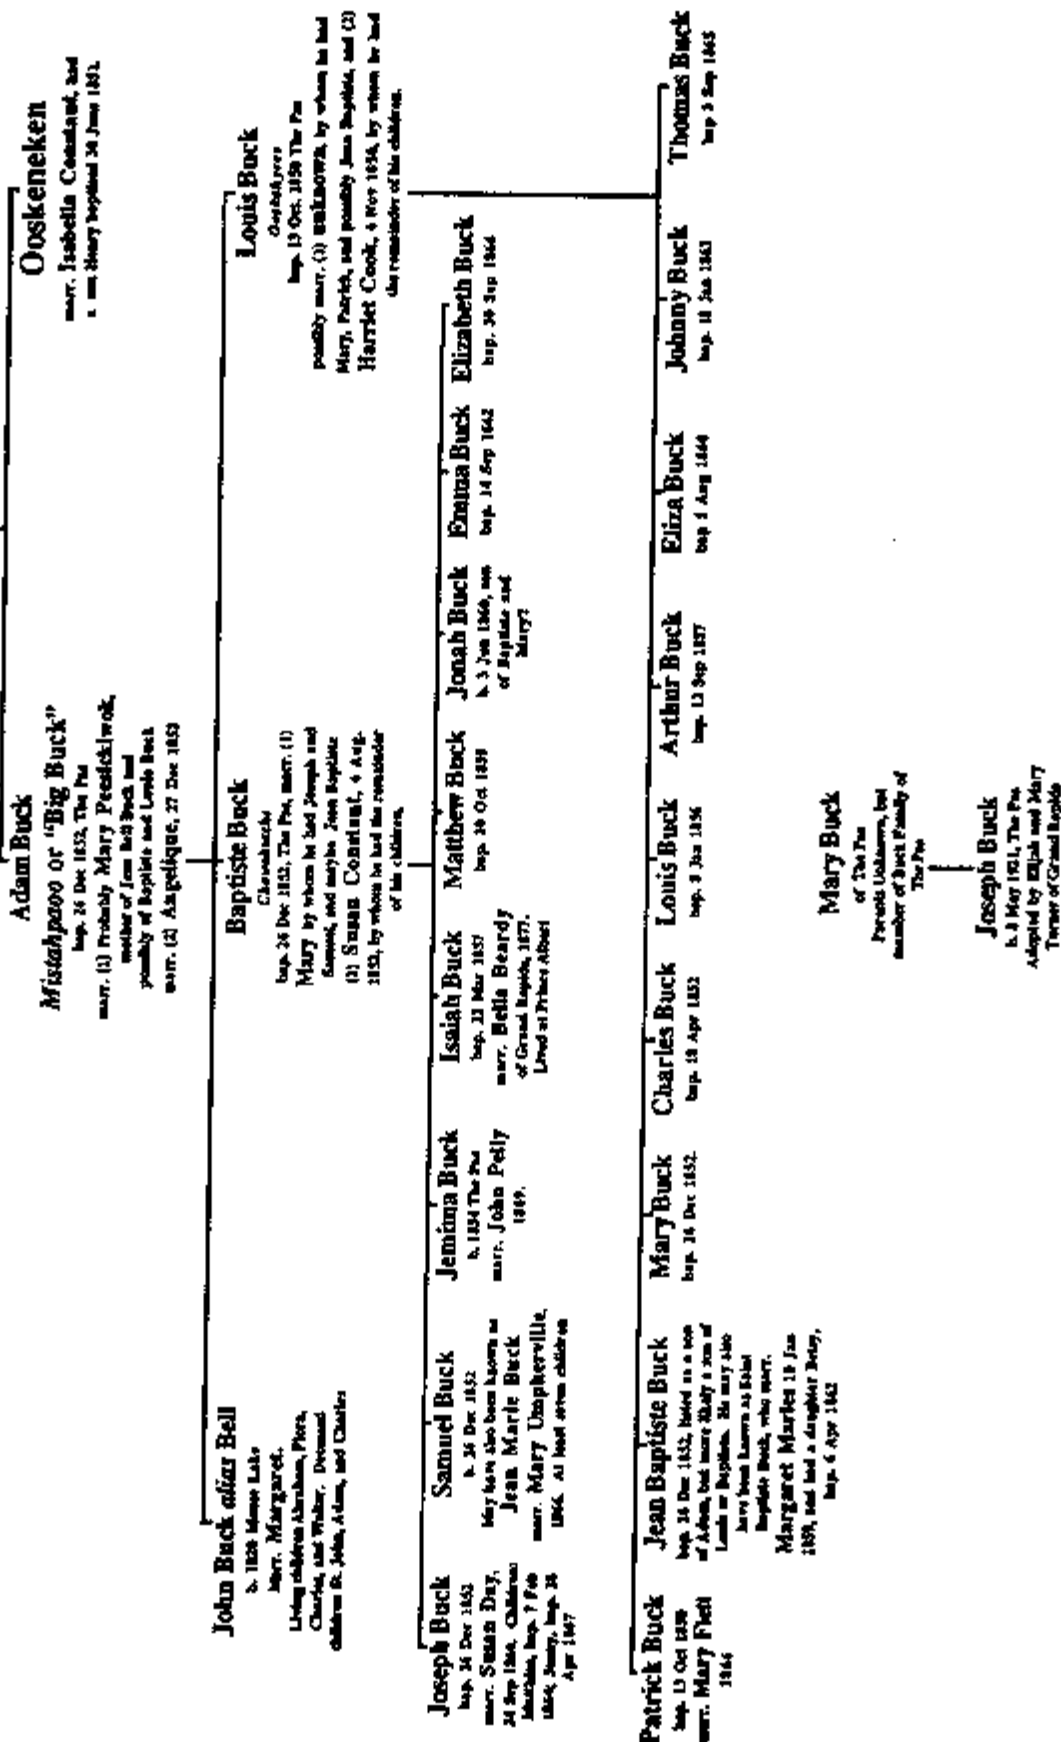 Adam Buck
Mistahpaoo or "Big Buck"
bap. 26 Dec 1852, The Pas
marr. (1) Probably Mary
mother of Jem Bell Buck and
possibly of Baptiste and Louis Buck
marr. (2) Angelique, 27 Dec 1852
Ooskeneken
marr. Isabella Constant, had
a son Henry baptised 30 June 1851.
John Buck alias Bell
b. 1820 Moose Lake
Marr. Margaret.
Living children Abraham, Flora,
Charles, and Walter. Deceased
children St. John, Adam, and Charles
Baptiste Buck
bap. 26 Dec 1852, The Pas, marr. (1)
Mary by whom he had Joseph and
Samuel, and maybe Jean Baptiste
(2) Susan Constant, 4 Aug.
1853, by whom he had the remainder
of his children.
Louis Buck
bap. 13 Oct. 1850 The Pas
possibly marr. (1) unknown, by whom he had
Mary, Patrick, and possibly Jean Baptiste, and (2)
Harriet Cook, 4 Nov 1856, by whom he had
the remainder of his children.
Joseph Buck
bap. 26 Dec 1852
marr. Susan Day,
24 Sep 1860. Children:
bap. 7 Feb
bap. 28
Apr 1867
Samuel Buck
b. 26 Dec 1852
May have also been known as
Jean Marie Buck
marr. Mary Umpherville,
1866. At least seven children
Jemima Buck
b. 1854 The Pas
marr. John Pelly
1869.
Isaiah Buck
bap. 22 Mar 1857
marr. Bella Beardy
of Grand Rapids, 1877.
Lived at Prince Albert
Matthew Buck
bap. 20 Oct 1858
Jonah Buck
b. 3 Jun 1860, son
of Baptiste and
Mary?
Emma Buck
bap. 14 Sep 1862
Elizabeth Buck
bap. 30 Sep 1864
Patrick Buck
bap. 13 Oct 1850
marr. Mary Flett
1866
Jean Baptiste Buck
bap. 26 Dec 1852, listed as a son
of Adam, but more likely a son of
Louis or Baptiste. He may also
have been known as Saint
Baptiste Buck, who marr.
Margaret Marles 18 Jan
1859, and had a daughter Betsy,
bap. 6 Apr 1862
Mary Buck
bap. 26 Dec 1852.
Charles Buck
bap. 18 Apr 1852
Louis Buck
bap. 8 Jan 1856
Arthur Buck
bap. 13 Sep 1857
Eliza Buck
bap 5 Aug 1860
Johnny Buck
bap. 11 Jan 1863
Thomas Buck
bap 3 Sep 1865
Mary Buck
of The Pas
Parents Unknown, but
member of Buck Family of
The Pas
Joseph Buck
b. 8 May 1921, The Pas
Adopted by Elijah and Mary
Turner of Grand Rapids